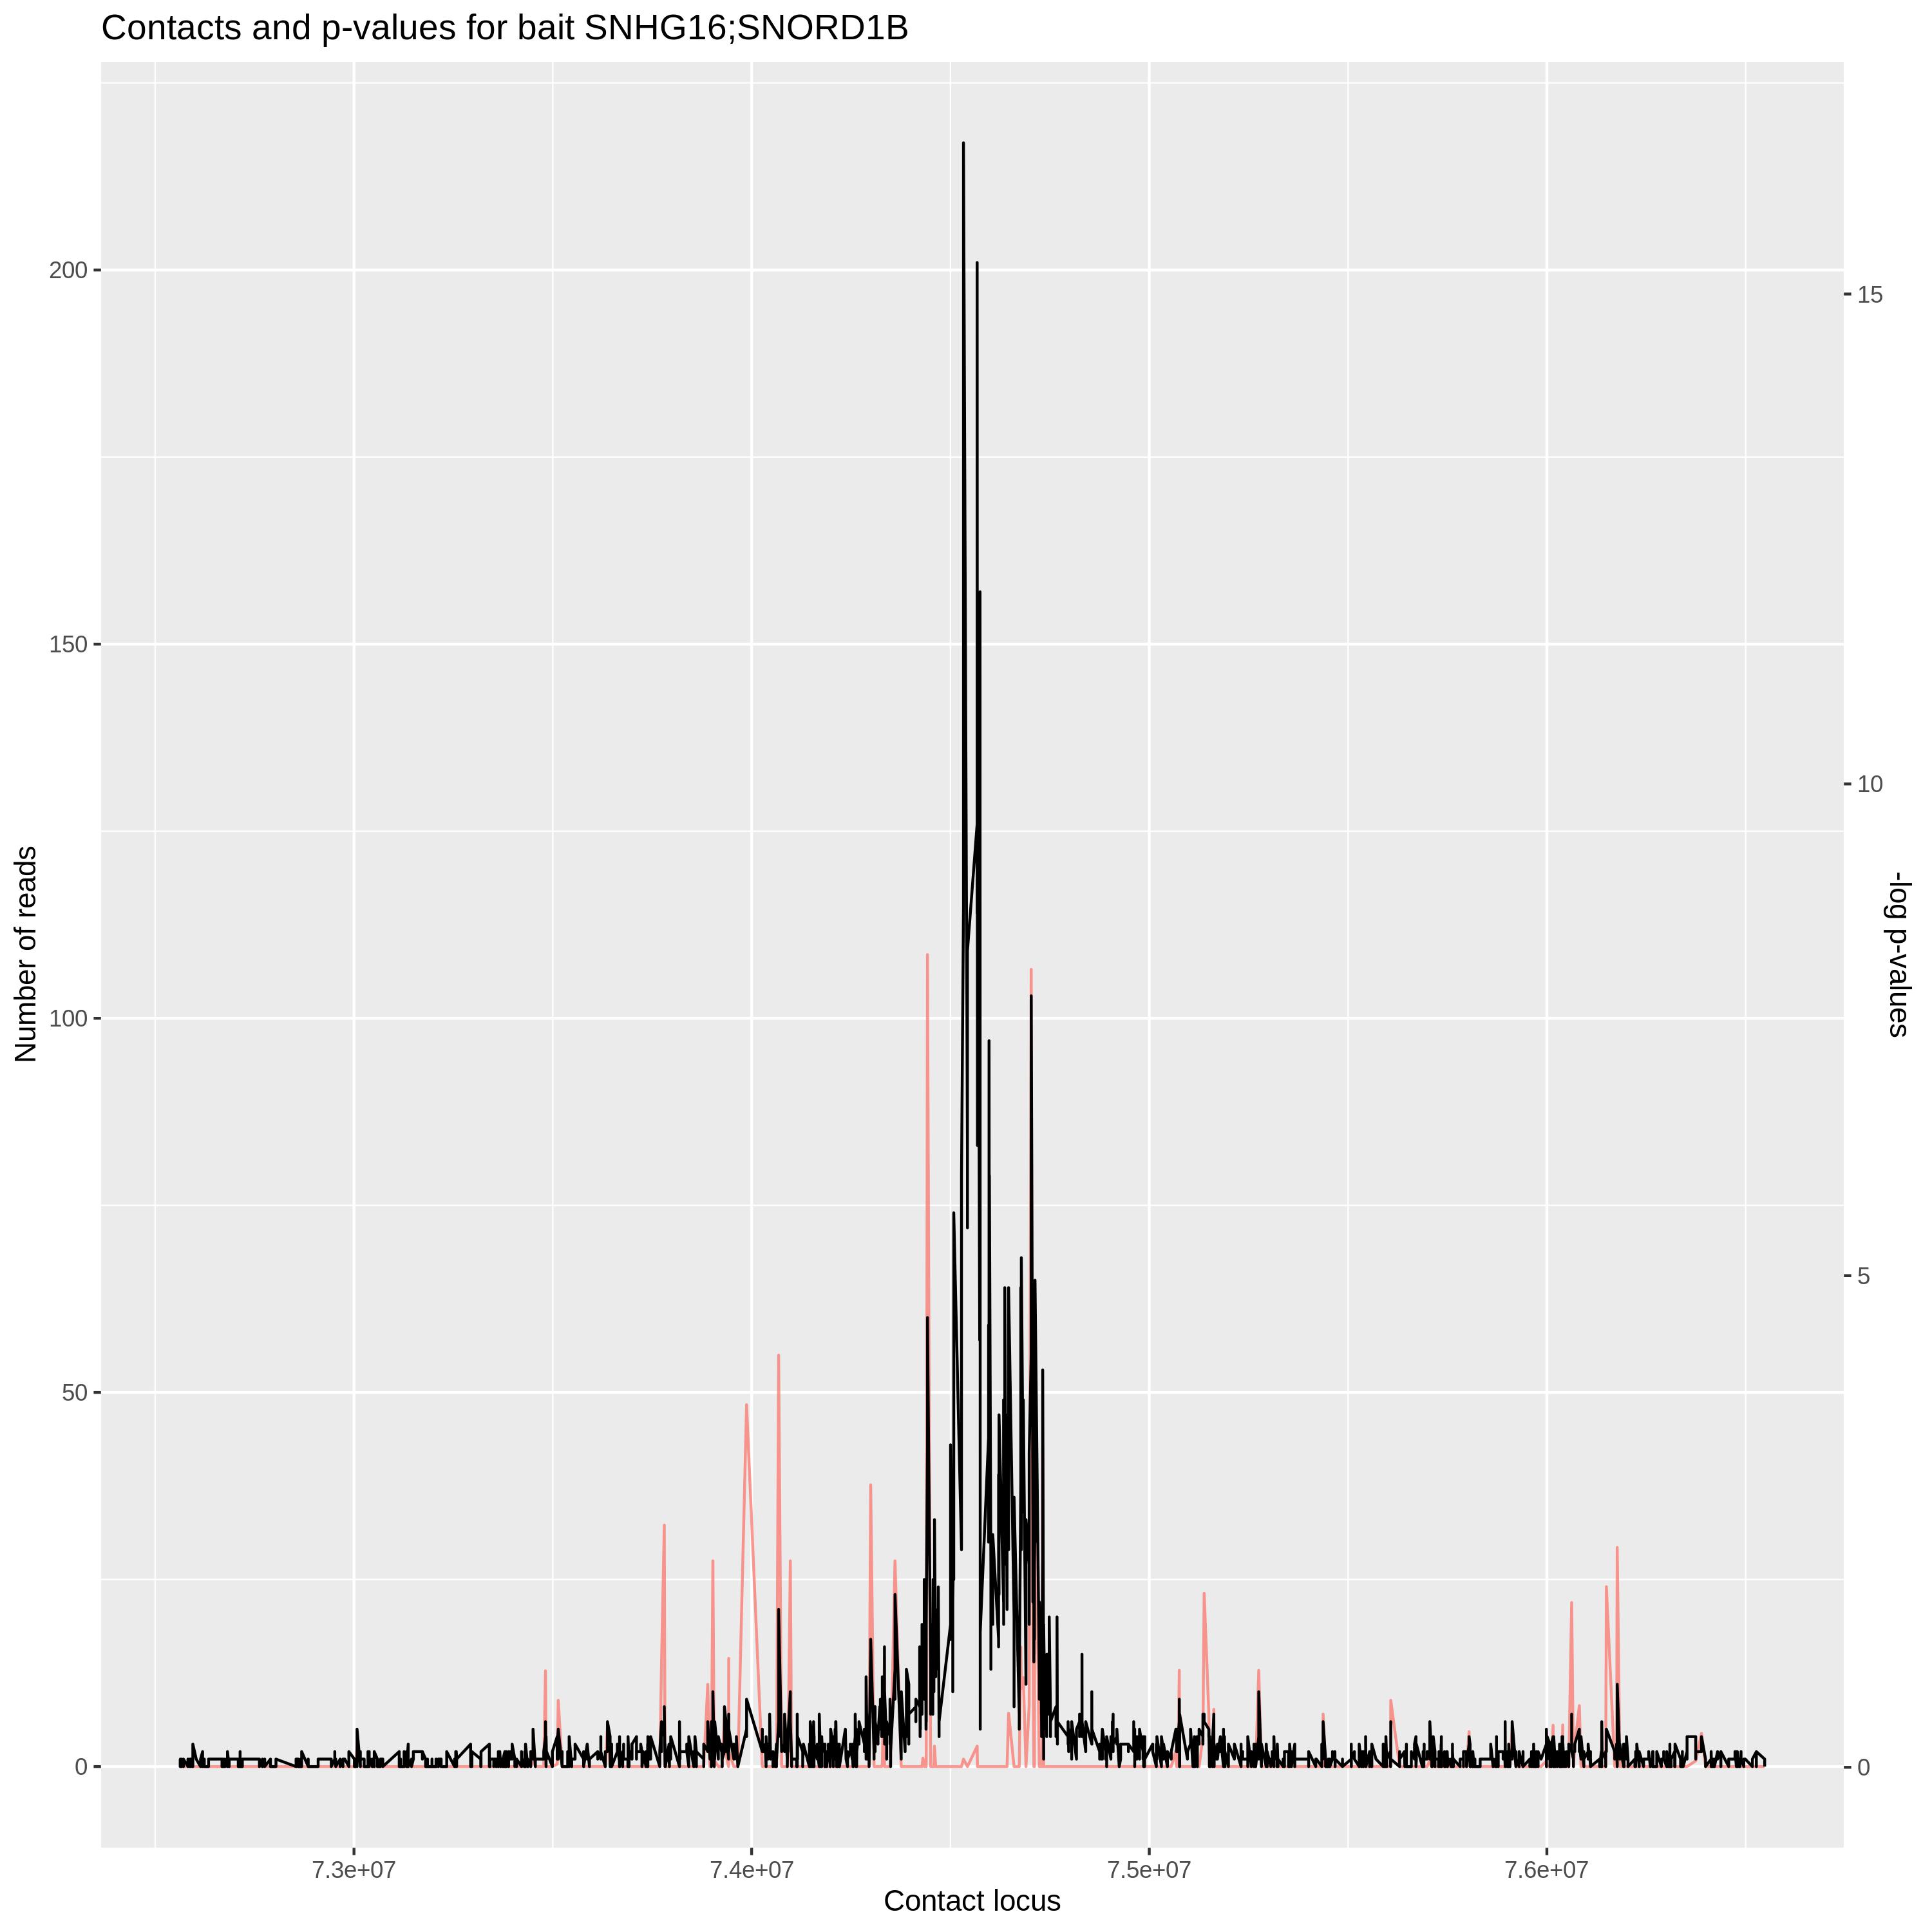 Contacts and p-values for bait SNHG16;SNORD1B
200
150
100
50
0
Number of reads
15
10
5
0
-log p-values
7.3e+07
7.4e+07
7.5e+07
7.6e+07
Contact locus